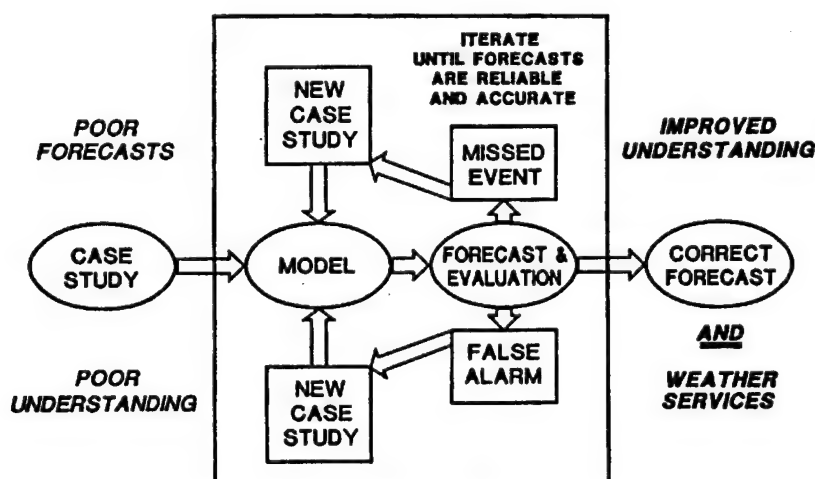 ITERATE
UNTIL FORECASTS
ARE RELIABLE
AND ACCURATE
POOR
FORECASTS
NEW
CASE
STUDY
MISSED
EVENT
IMPROVED
UNDERSTANDING
CASE
STUDY
MODEL
FORECAST &
EVALUATION
CORRECT
FORECAST
POOR
UNDERSTANDING
NEW
CASE
STUDY
FALSE
ALARM
AND
WEATHER
SERVICES